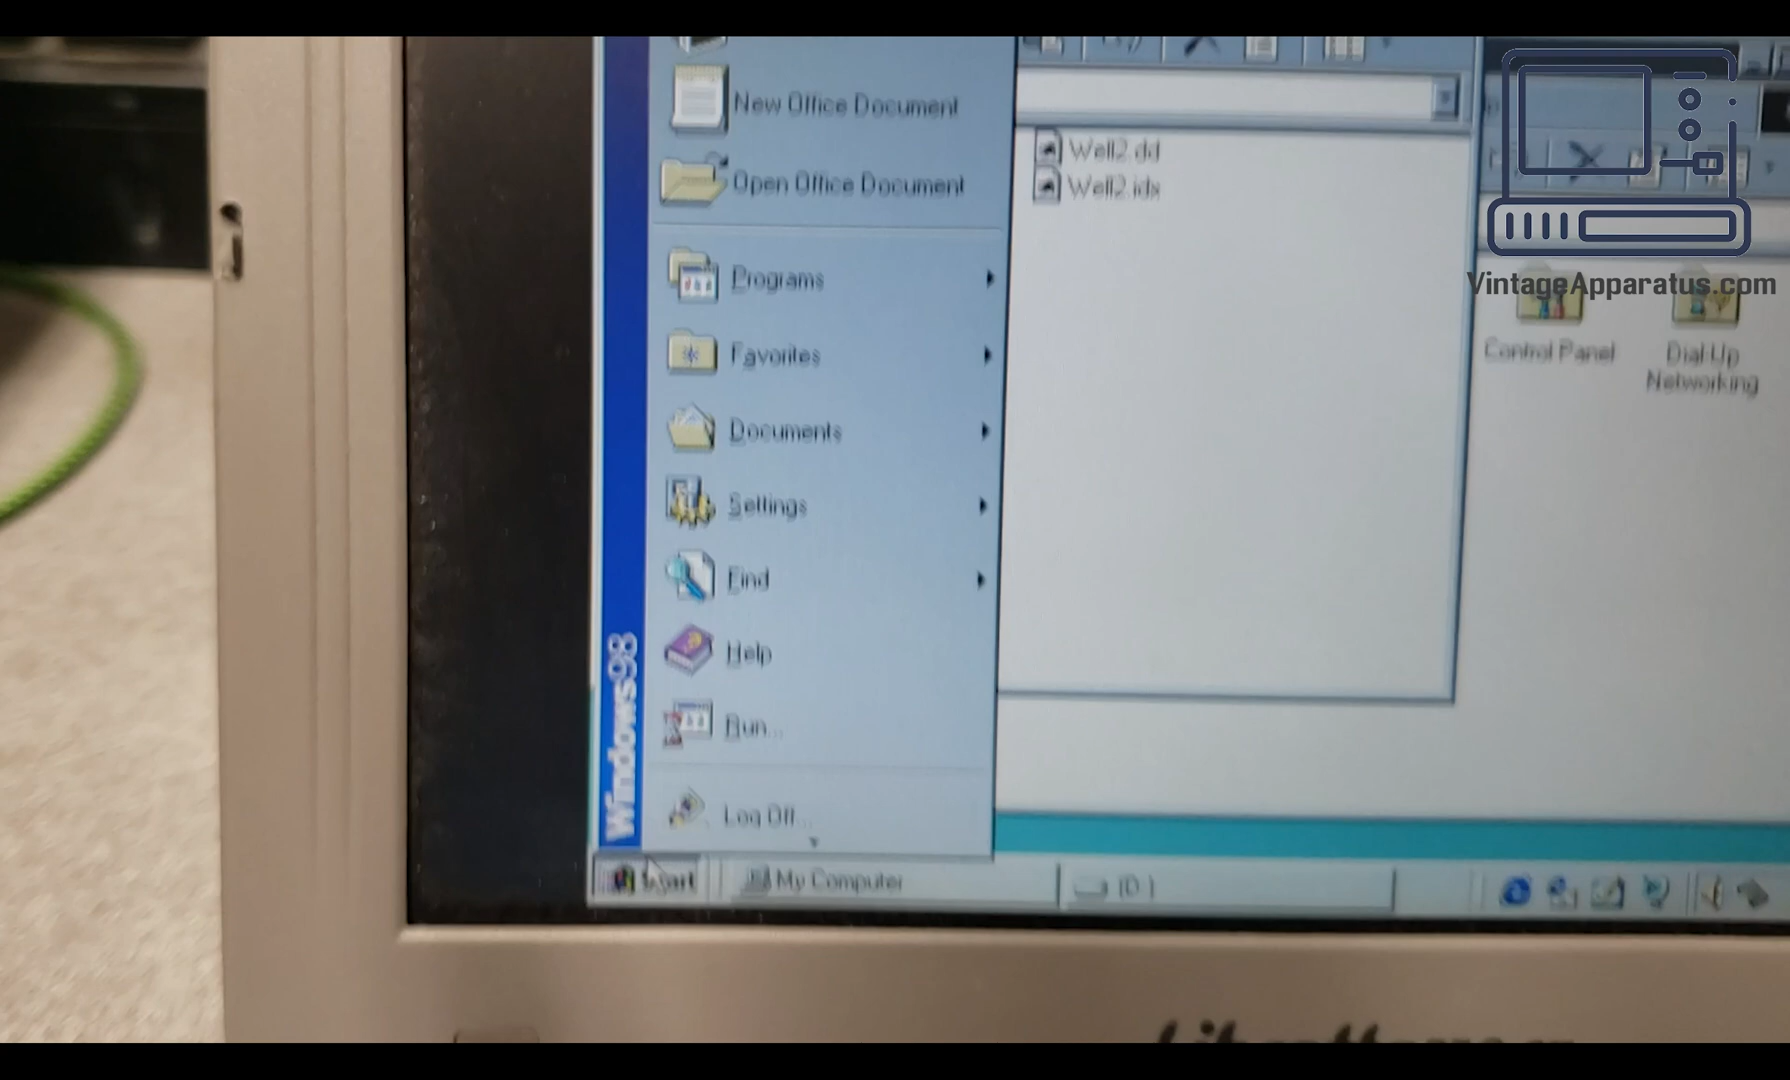 New Office Document
Open Office Document
Programs
Favorites
Documents
Settings
Find
Help
Run...
Log Off...
Windows98
Start
My Computer
(D:)
Well2.dd
Well2.idx
VintageApparatus.com
Control Panel
Dial-Up
Networking